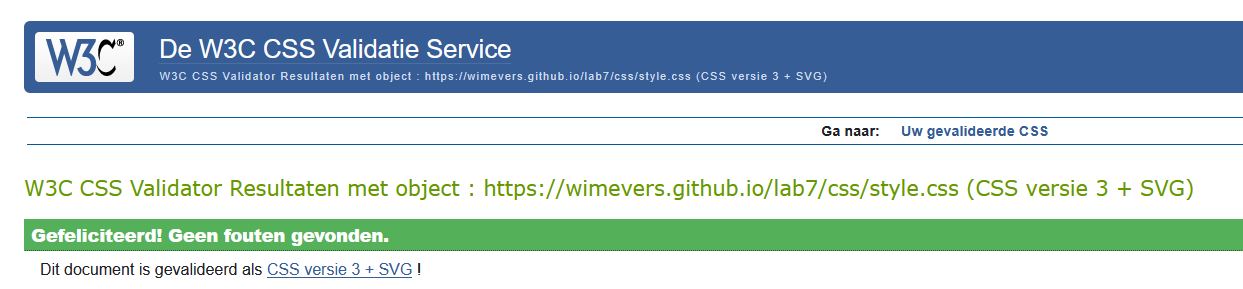 W3C®
De W3C CSS Validatie Service
W3C CSS Validator Resultaten met object : https://wimevers.github.io/lab7/css/style.css (CSS versie 3 + SVG)
Ga naar: Uw gevalideerde CSS
W3C CSS Validator Resultaten met object : https://wimevers.github.io/lab7/css/style.css (CSS versie 3 + SVG)
Gefeliciteerd! Geen fouten gevonden.
Dit document is gevalideerd als CSS versie 3 + SVG !